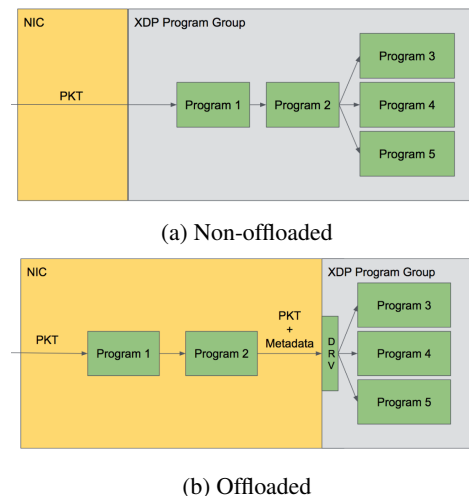 NIC
XDP Program Group
PKT
Program 1
Program 2
Program 3
Program 4
Program 5
(a) Non-offloaded
NIC
XDP Program Group
PKT
Program 1
Program 2
PKT
+
Metadata
D
R
V
Program 3
Program 4
Program 5
(b) Offloaded